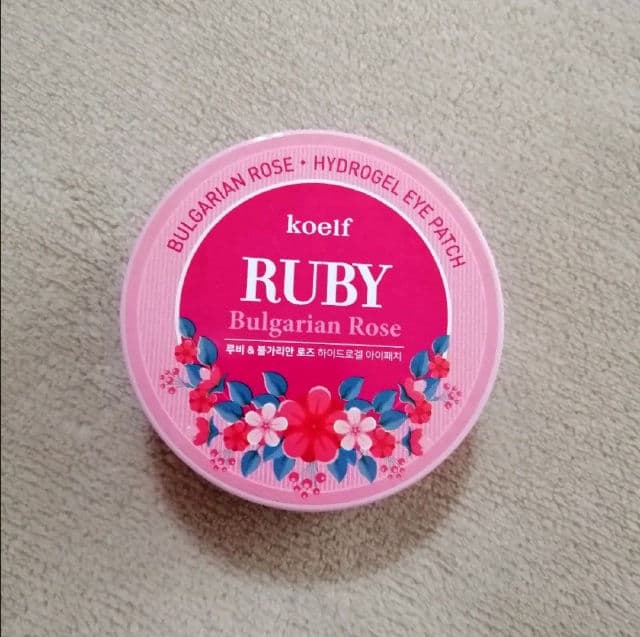 BULGARIAN ROSE • HYDROGEL EYE PATCH
koelf
RUBY
Bulgarian Rose
루비 & 불가리안 로즈 하이드로겔 아이패치